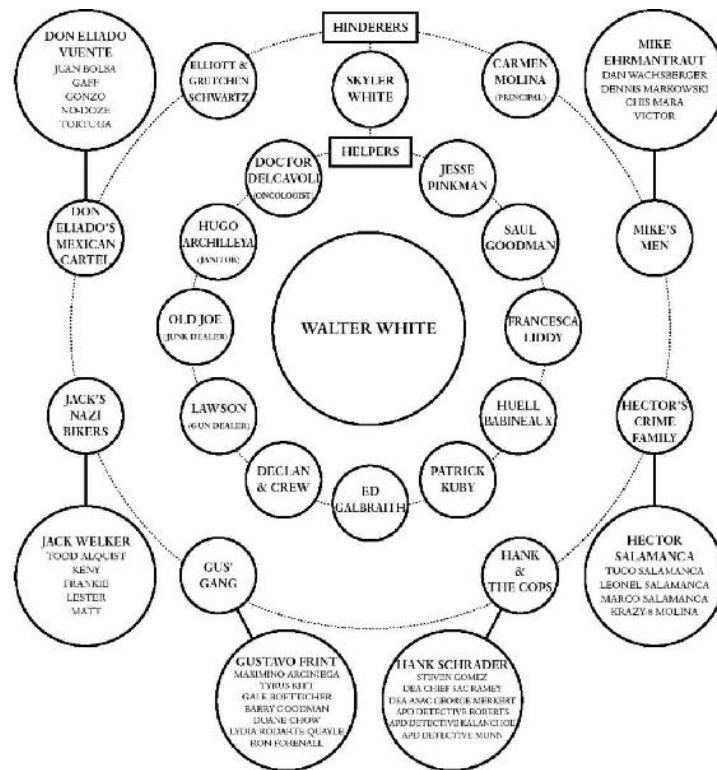 HINDERERS
DON ELIADO
VUENTE
JUAN BOLSA
GAFF
GONZO
NO-DOZE
TORTUGA
ELLIOTT &
GRETCHEN
SCHWARTZ
SKYLER
WHITE
CARMEN
MOLINA
(PRINCIPAL)
MIKE
EHRMANTRAUT
DAN WACHSBERGER
DENNIS MARKOWSKI
CHIS MARA
VICTOR
HELPERS
DOCTOR
DELCAVOLI
(ONCOLOGIST)
JESSE
PINKMAN
DON
ELIADO'S
MEXICAN
CARTEL
HUGO
ARCHILLEYA
(JANITOR)
SAUL
GOODMAN
MIKE'S
MEN
WALTER WHITE
OLD JOE
(JUNK DEALER)
FRANCESCA
LIDDY
JACK'S
NAZI
BIKERS
LAWSON
(GUN DEALER)
HUELL
BABINEAUX
HECTOR'S
CRIME
FAMILY
DECLAN
& CREW
ED
GALBRAITH
PATRICK
KUBY
JACK WELKER
TODD ALQUIST
KENY
FRANKIE
LESTER
MATT
GUS'
GANG
HANK
&
THE COPS
HECTOR
SALAMANCA
TUCO SALAMANCA
LEONEL SALAMANCA
MARCO SALAMANCA
KRAZY-8 MOLINA
GUSTAVO FRINT
MAXIMINO ARCINIEGA
TYRUS KITT
GALE BOETTICHER
BARRY GOODMAN
DUANE CHOW
LYDIA RODARTE QUAYLE
RON FORENALL
HANK SCHRADER
STEVEN GOMEZ
DEA CHIEF SAC RAMEY
DEA ASAC GEORGE MERKERT
APD DETECTIVE ROBERTS
APD DETECTIVE KALANCHOE
APD DETECTIVE MUNN